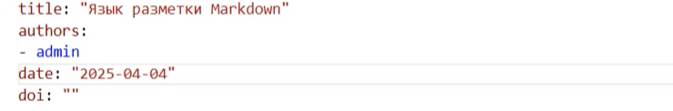 title: "Язык разметки Markdown"
authors:
- admin
date: "2025-04-04"
doi: ""